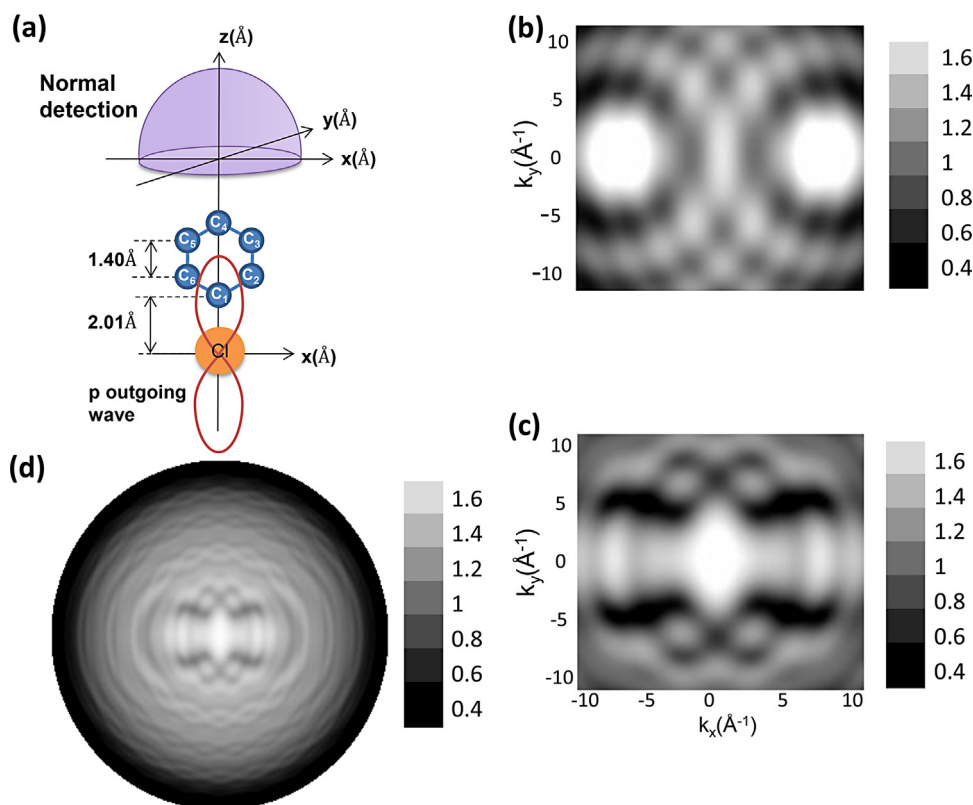 (a)
z(Å)
Normal
detection
y(Å)
x(Å)
C4
C5
C3
1.40Å
C6
C2
C1
2.01Å
Cl
x(Å)
p outgoing
wave
(b)
ky(Å-1)
10
5
0
−5
−10
1.6
1.4
1.2
1
0.8
0.6
0.4
(c)
ky(Å-1)
10
5
0
-5
-10
-10
-5
0
5
10
kx(Å-1)
1.6
1.4
1.2
1
0.8
0.6
0.4
(d)
1.6
1.4
1.2
1
0.8
0.6
0.4